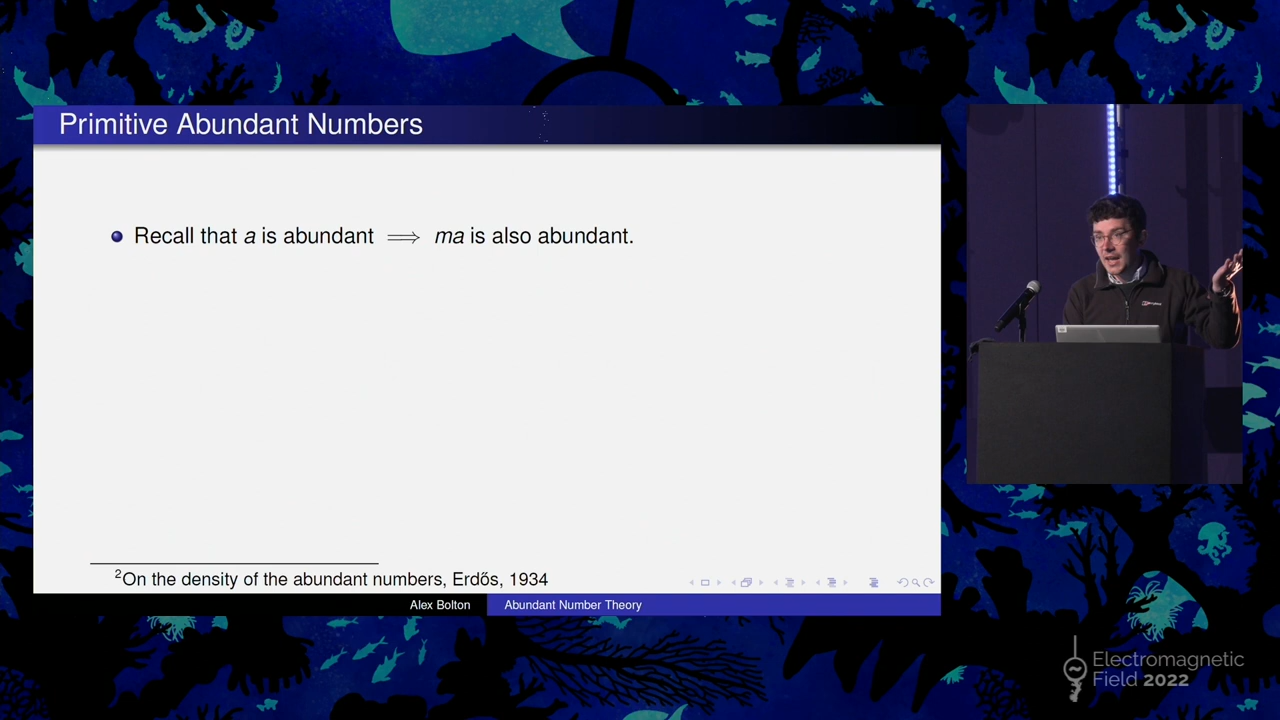 Primitive Abundant Numbers
Recall that a is abundant ⟹ ma is also abundant.
²On the density of the abundant numbers, Erdős, 1934
Alex Bolton
Abundant Number Theory
Electromagnetic
Field 2022